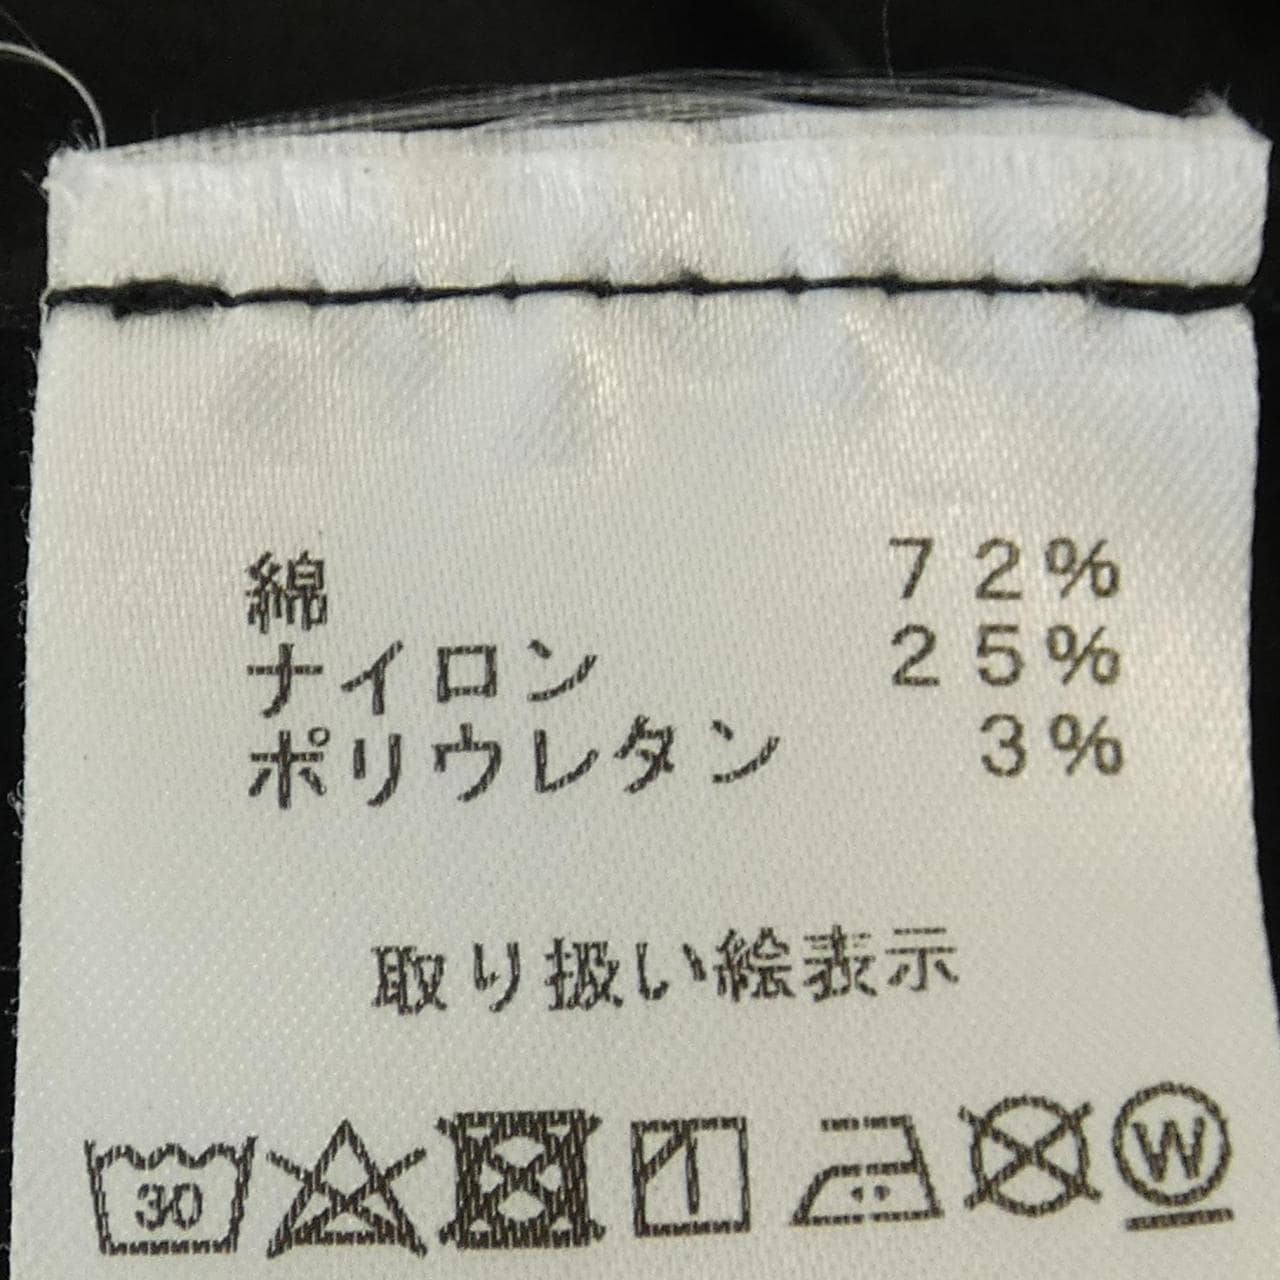 綿 72%
ナイロン 25%
ポリウレタン 3%
取り扱い絵表示
30 W